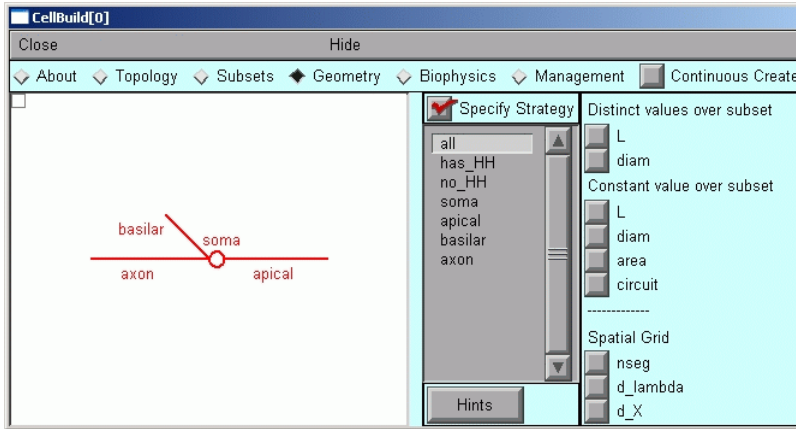 CellBuild[0]
Close Hide
About Topology Subsets Geometry Biophysics Management Continuous Create
basilar
soma
axon apical
Specify Strategy
all
has_HH
no_HH
soma
apical
basilar
axon
Hints
Distinct values over subset
L
diam
Constant value over subset
L
diam
area
circuit
-------------
Spatial Grid
nseg
d_lambda
d_X